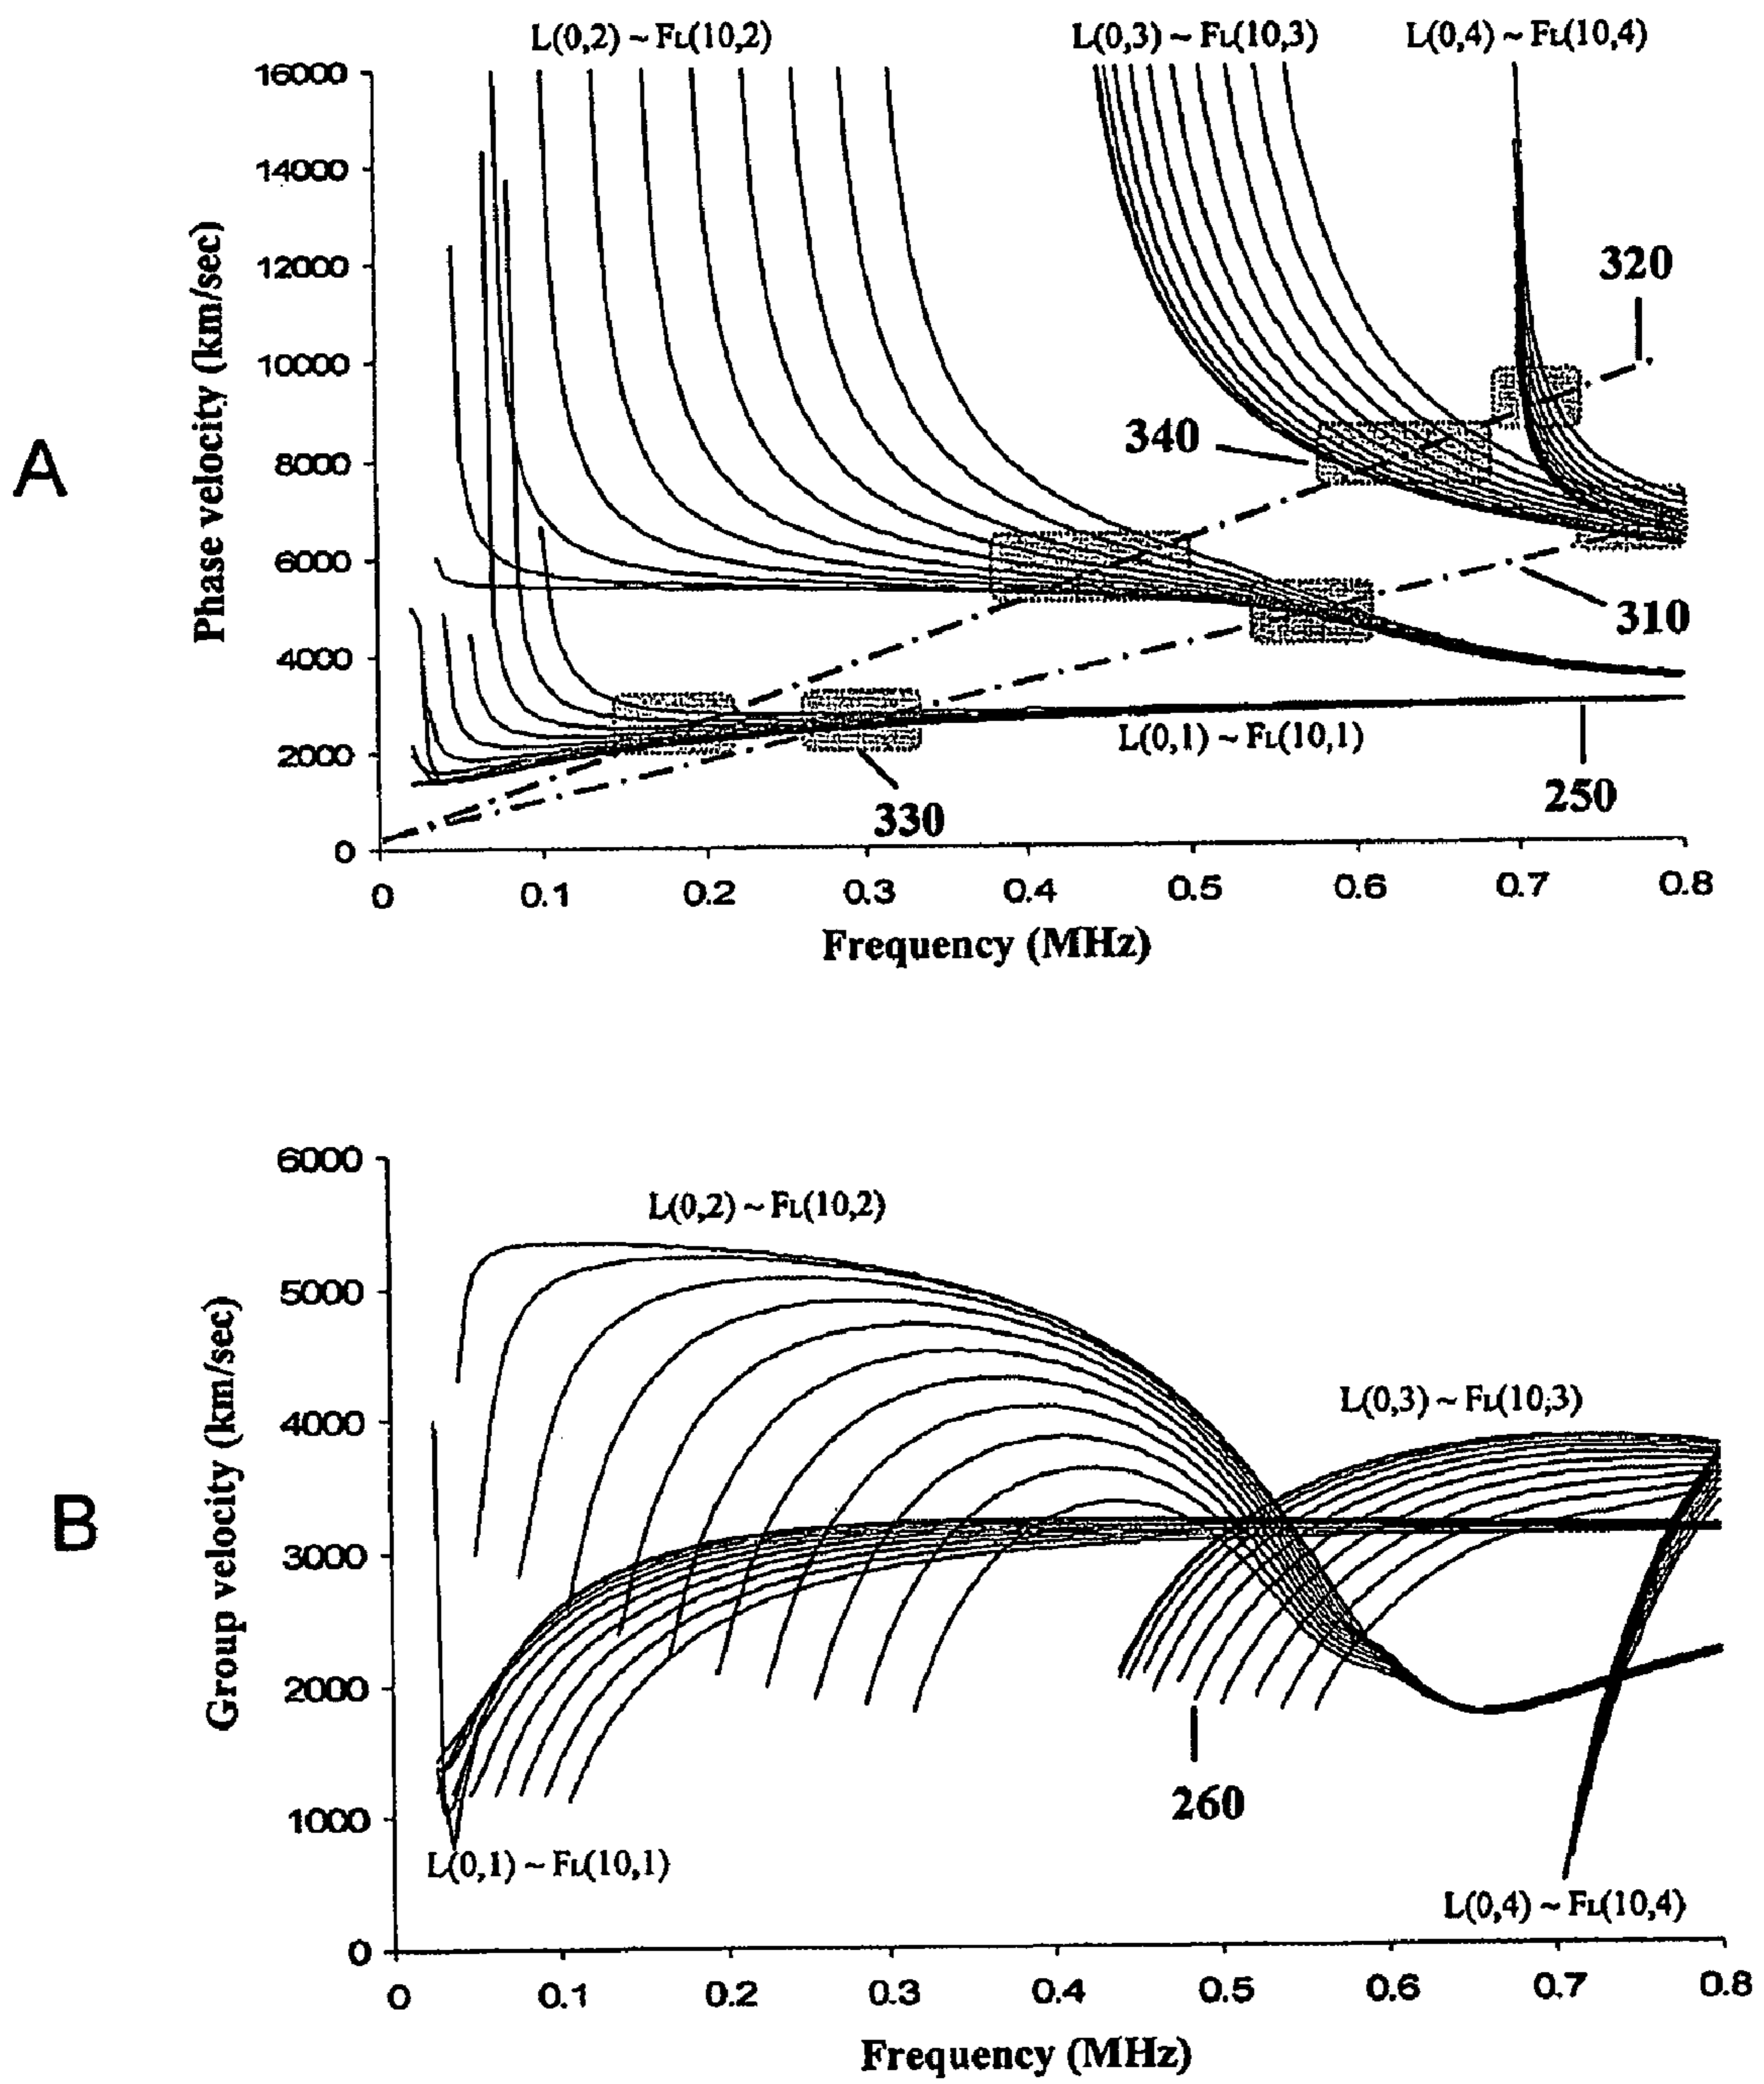 L(0,2) ~ FL(10,2) L(0,3) ~ FL(10,3) L(0,4) ~ FL(10,4)
16000
14000
12000
10000
8000
6000
4000
2000
0
Phase velocity (km/sec)
A
320
340
310
L(0,1) ~ FL(10,1)
250
330
0 0.1 0.2 0.3 0.4 0.5 0.6 0.7 0.8
Frequency (MHz)
6000
5000
4000
3000
2000
1000
0
Group velocity (km/sec)
B
L(0,2) ~ FL(10,2)
L(0,3) ~ FL(10,3)
260
L(0,1) ~ FL(10,1)
L(0,4) ~ FL(10,4)
0 0.1 0.2 0.3 0.4 0.5 0.6 0.7 0.8
Frequency (MHz)